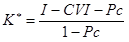 K* = (I - CVI - Pc) / (1 - Pc)